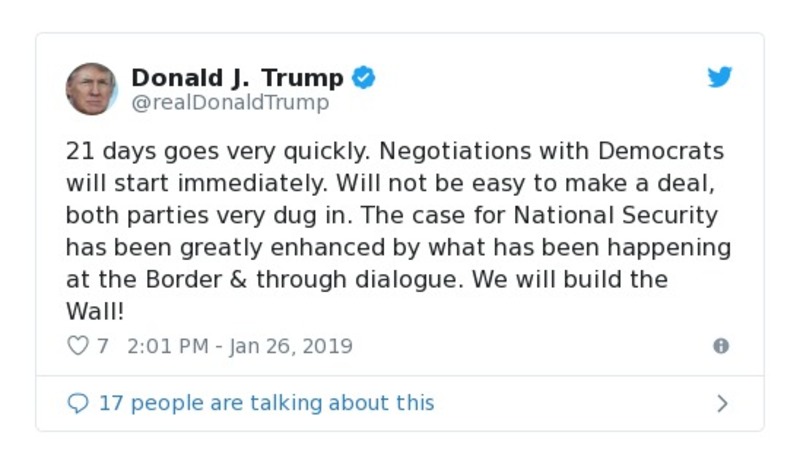 Donald J. Trump
@realDonaldTrump
21 days goes very quickly. Negotiations with Democrats
will start immediately. Will not be easy to make a deal,
both parties very dug in. The case for National Security
has been greatly enhanced by what has been happening
at the Border & through dialogue. We will build the
Wall!
7 2:01 PM - Jan 26, 2019
17 people are talking about this